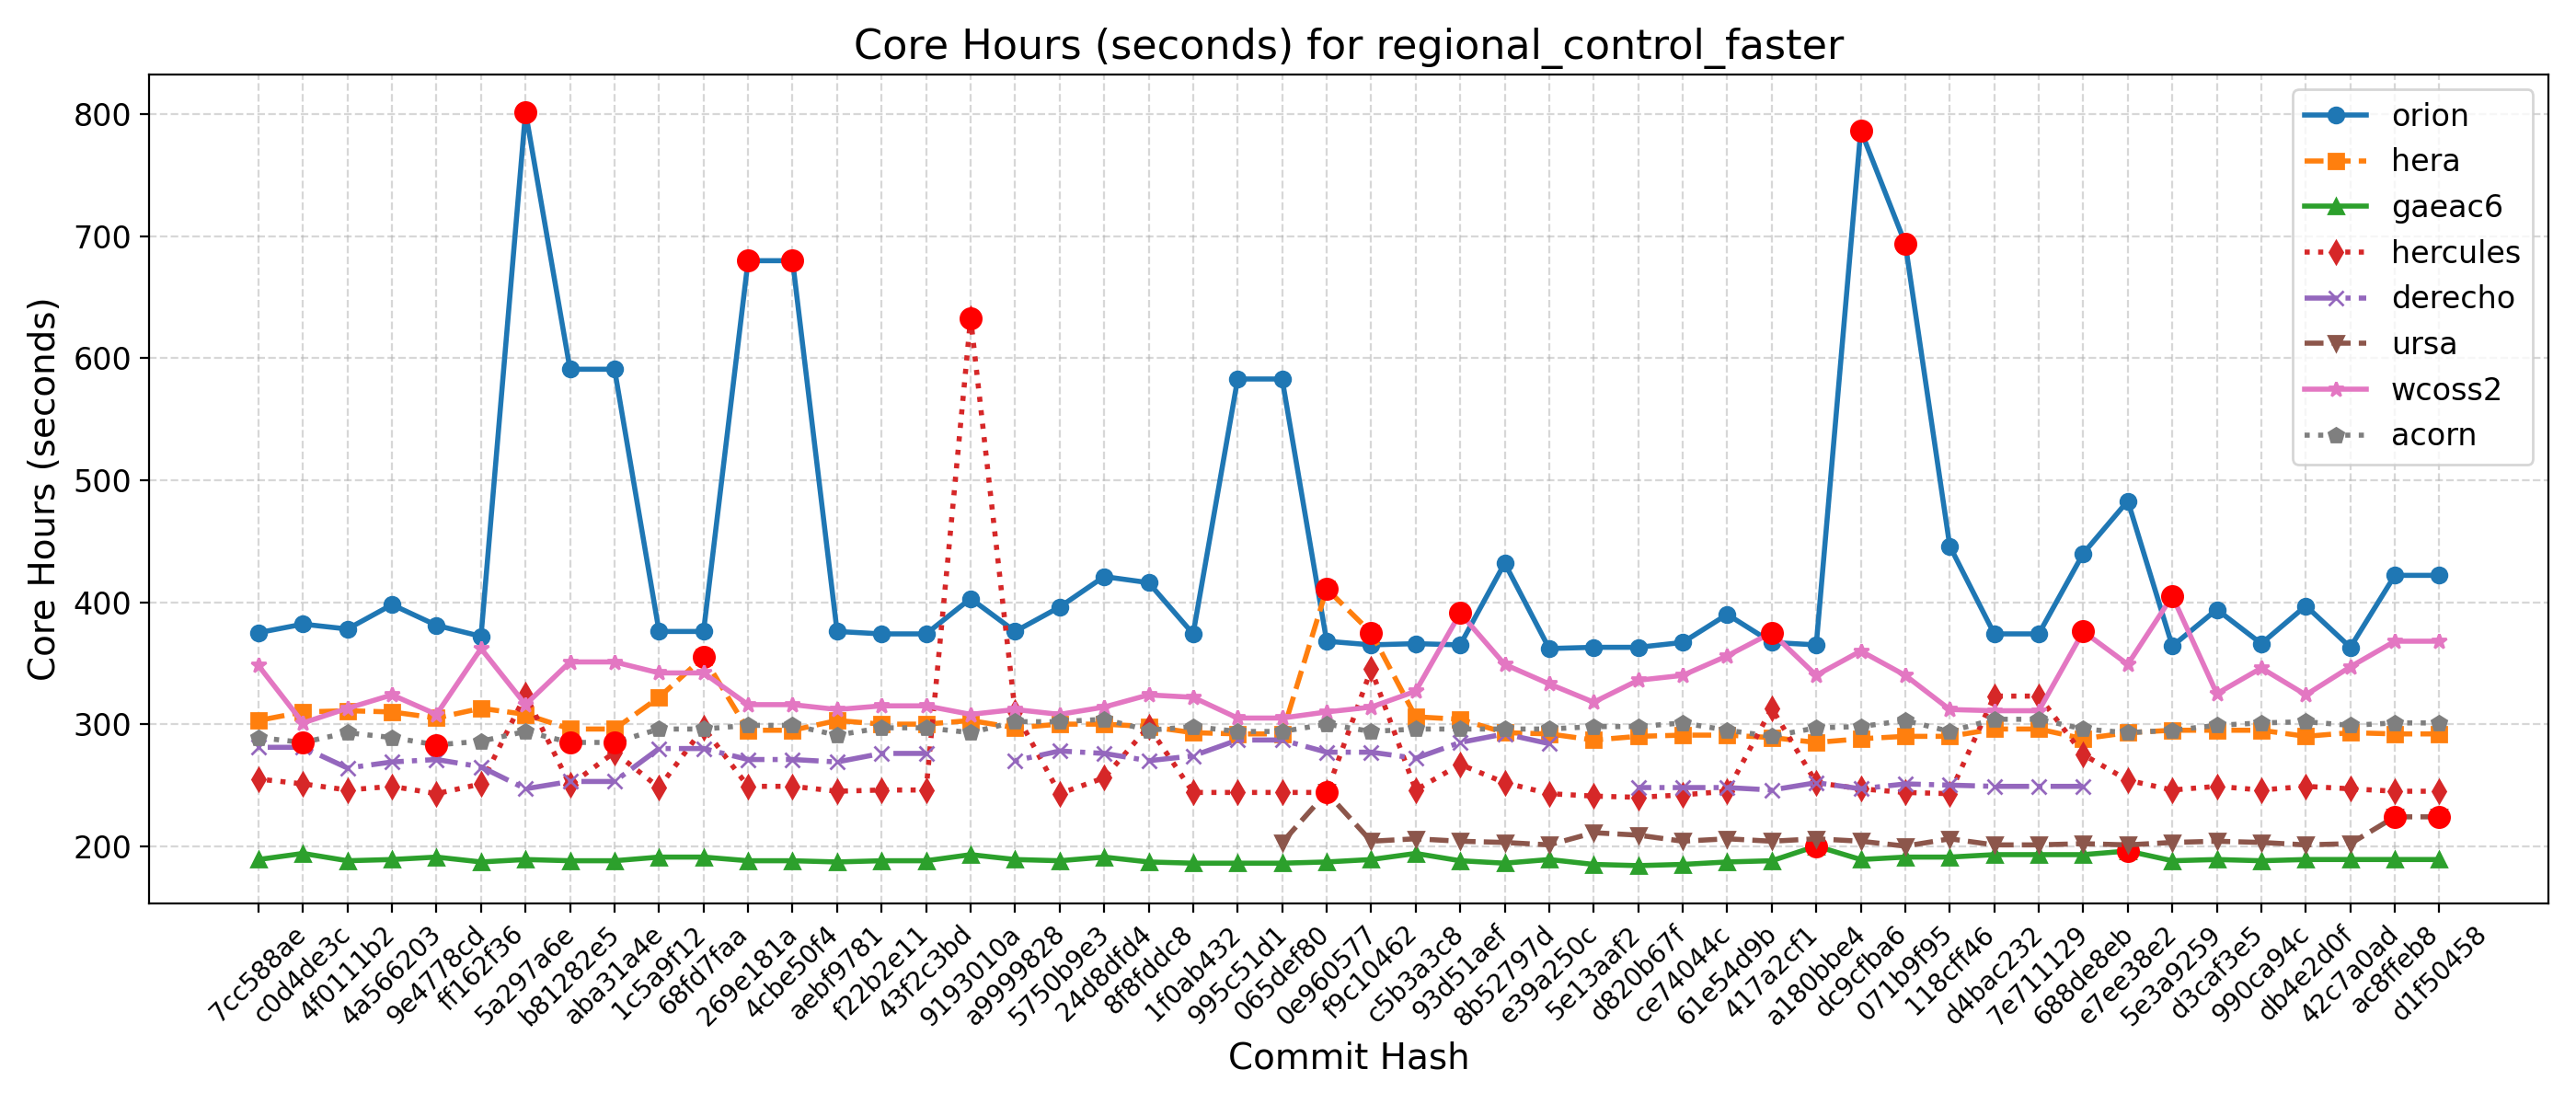 Core Hours (seconds) for regional_control_faster
Core Hours (seconds)
800
700
600
500
400
300
200
orion
hera
gaeac6
hercules
derecho
ursa
wcoss2
acorn
7cc588ae
c0d4de3c
4f0111b2
4a566203
9e4778cd
ff162f36
5a297a6e
b81282e5
aba31a4e
1c5a9f12
68fd7faa
269e181a
4cbe50f4
aebf9781
f22b2e11
43f2c3bd
9193010a
a9999828
5750b9e3
24d8dfd4
8f8fddc8
1f0ab432
995c51d1
065def80
0e960577
f9c10462
c5b3a3c8
93d51aef
8b52797d
e39a250c
5e13aaf2
d820b67f
ce74044c
61e54d9b
417a2cf1
a180bbe4
dc9cfba6
071b9f95
118cff46
d4bac232
7e711129
688de8eb
e7ee38e2
5e3a9259
d3caf3e5
990ca94c
db4e2d0f
42c7a0ad
ac8ffeb8
d1f50458
Commit Hash